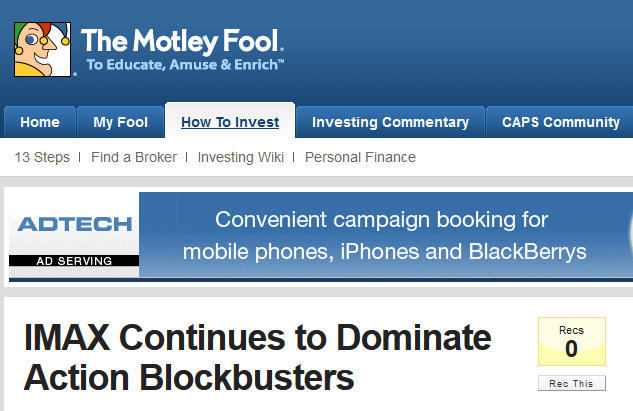 The Motley Fool.
To Educate, Amuse & Enrich™
Home My Fool How To Invest Investing Commentary CAPS Community
13 Steps | Find a Broker | Investing Wiki | Personal Finance
ADTECH
AD SERVING
Convenient campaign booking for
mobile phones, iPhones and BlackBerrys
IMAX Continues to Dominate
Action Blockbusters
Recs
0
Rec This